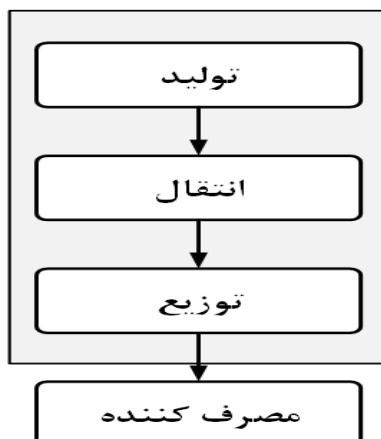 تولید
انتقال
توزیع
مصرف کننده